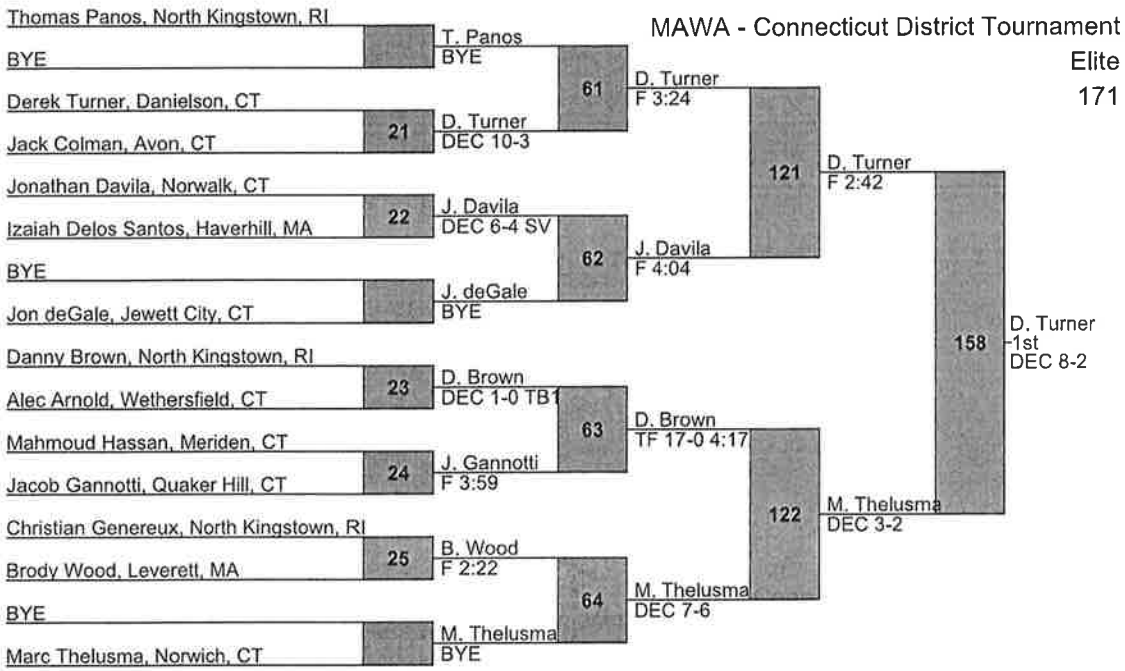 MAWA - Connecticut District Tournament
Elite
171
Thomas Panos, North Kingstown, RI
BYE
T. Panos
BYE
Derek Turner, Danielson, CT
21
Jack Colman, Avon, CT
D. Turner
DEC 10-3
61
D. Turner
F 3:24
Jonathan Davila, Norwalk, CT
22
Izaiah Delos Santos, Haverhill, MA
J. Davila
DEC 6-4 SV
BYE
Jon deGale, Jewett City, CT
J. deGale
BYE
62
J. Davila
F 4:04
121
D. Turner
F 2:42
Danny Brown, North Kingstown, RI
23
Alec Arnold, Wethersfield, CT
D. Brown
DEC 1-0 TB1
Mahmoud Hassan, Meriden, CT
24
Jacob Gannotti, Quaker Hill, CT
J. Gannotti
F 3:59
63
D. Brown
TF 17-0 4:17
Christian Genereux, North Kingstown, RI
25
Brody Wood, Leverett, MA
B. Wood
F 2:22
BYE
Marc Thelusma, Norwich, CT
M. Thelusma
BYE
64
M. Thelusma
DEC 7-6
122
M. Thelusma
DEC 3-2
158
D. Turner
1st
DEC 8-2